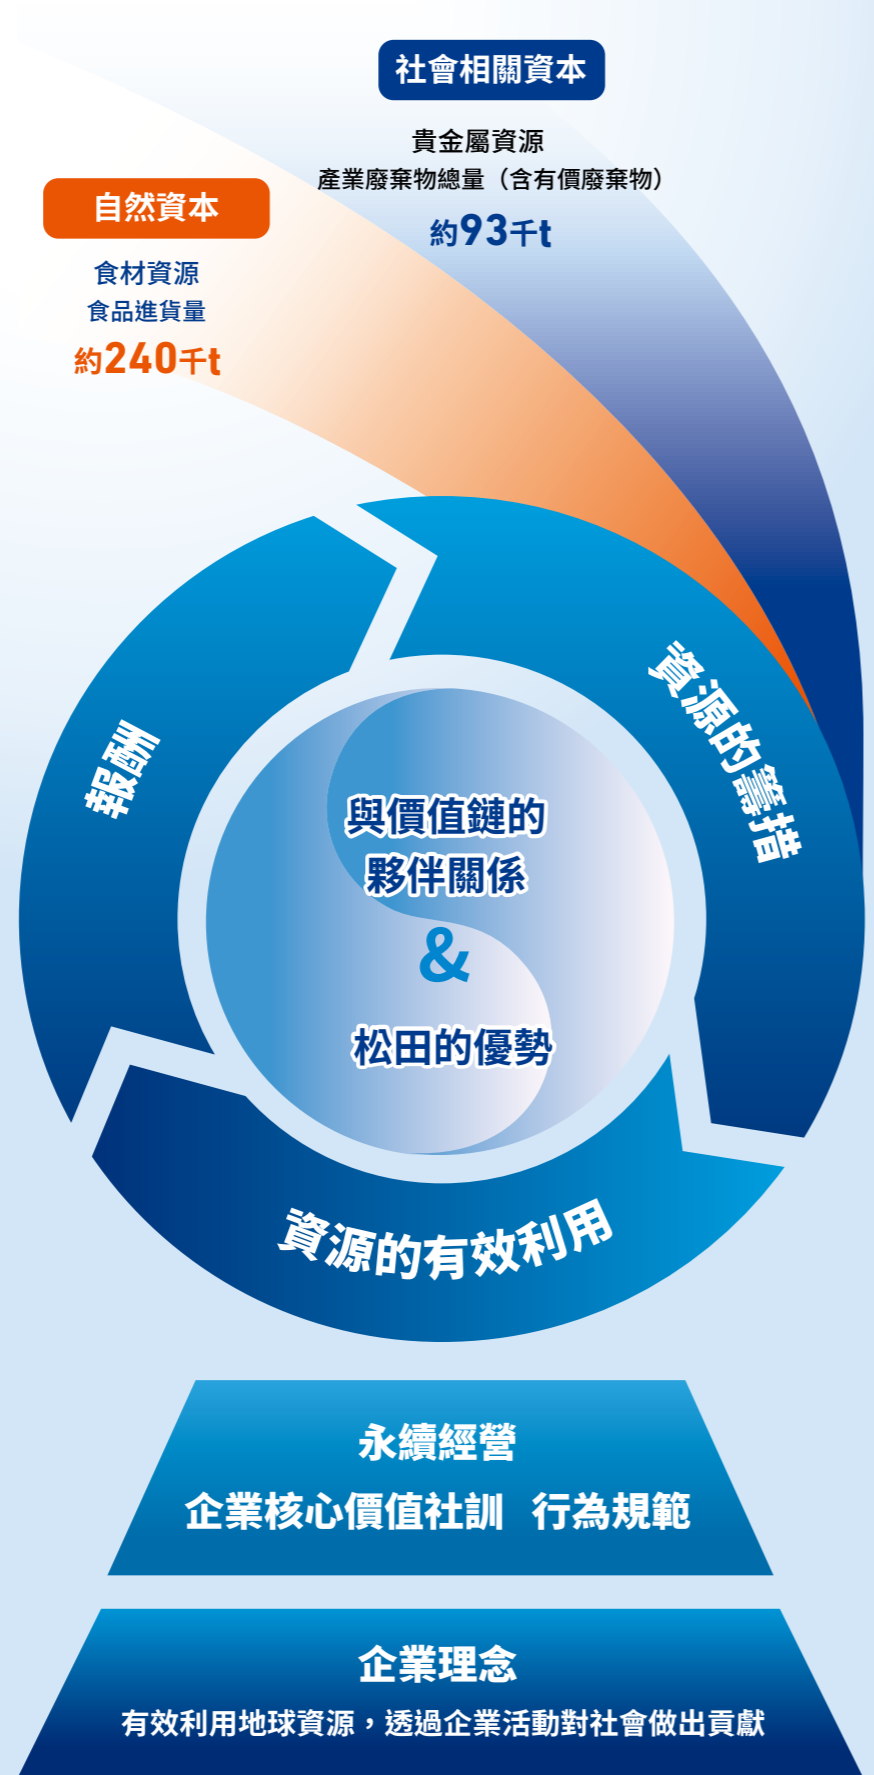 社會相關資本
貴金屬資源
產業廢棄物總量（含有價廢棄物）
約93千t
自然資本
食材資源
食品進貨量
約240千t
資源的籌措
報酬
與價值鏈的
夥伴關係
&
松田的優勢
資源的有效利用
永續經營
企業核心價值社訓 行為規範
企業理念
有效利用地球資源，透過企業活動對社會做出貢獻